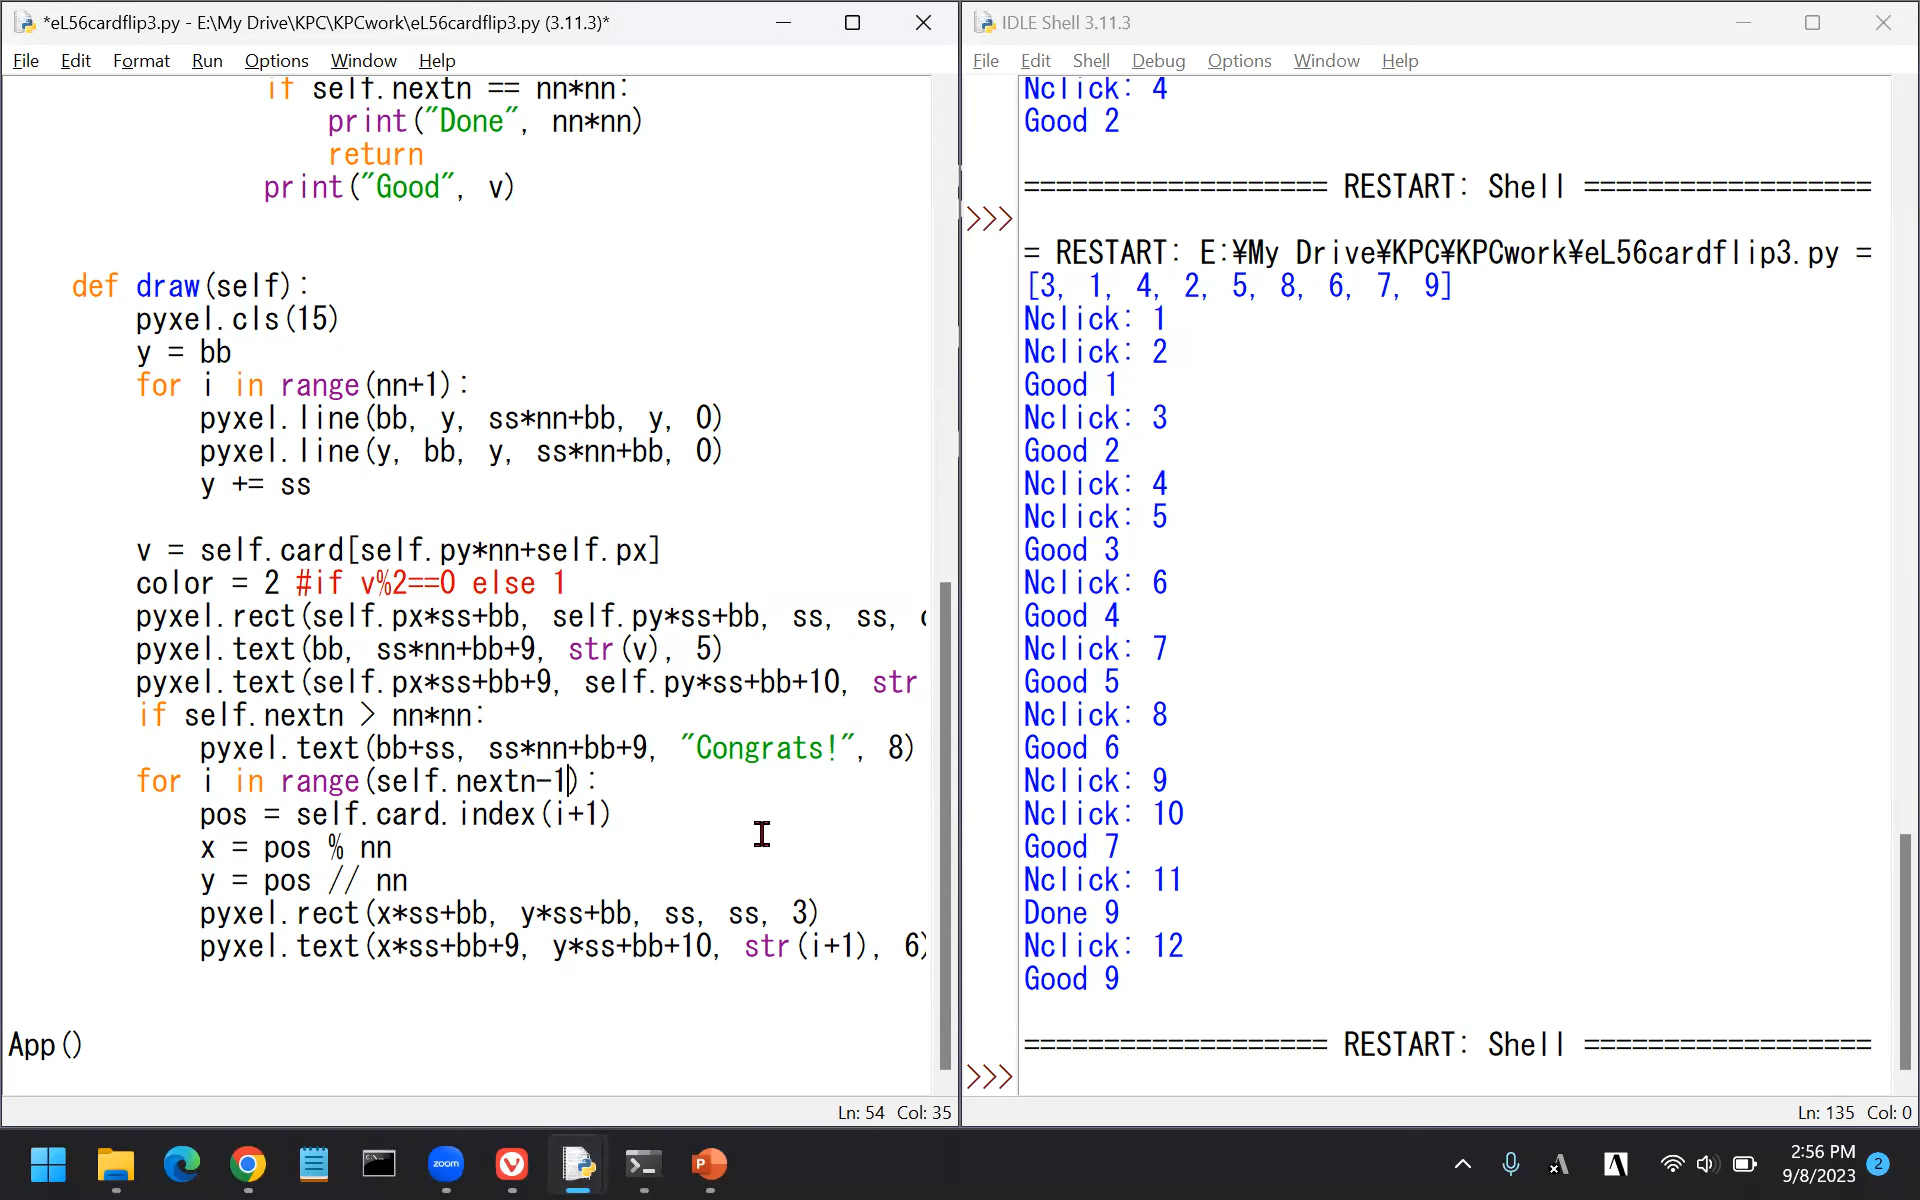 *eL56cardflip3.py - E:\My Drive\KPC\KPCwork\eL56cardflip3.py (3.11.3)*
File Edit Format Run Options Window Help
if self.nextn == nn*nn:
print("Done", nn*nn)
return
print("Good", v)
def draw(self):
pyxel.cls(15)
y = bb
for i in range(nn+1):
pyxel.line(bb, y, ss*nn+bb, y, 0)
pyxel.line(y, bb, y, ss*nn+bb, 0)
y += ss
v = self.card[self.py*nn+self.px]
color = 2 #if v%2==0 else 1
pyxel.rect(self.px*ss+bb, self.py*ss+bb, ss, ss,
pyxel.text(bb, ss*nn+bb+9, str(v), 5)
pyxel.text(self.px*ss+bb+9, self.py*ss+bb+10, str
if self.nextn > nn*nn:
pyxel.text(bb+ss, ss*nn+bb+9, "Congrats!", 8)
for i in range(self.nextn-1):
pos = self.card.index(i+1)
x = pos % nn
y = pos // nn
pyxel.rect(x*ss+bb, y*ss+bb, ss, ss, 3)
pyxel.text(x*ss+bb+9, y*ss+bb+10, str(i+1), 6)
App()
Ln: 54 Col: 35
IDLE Shell 3.11.3
File Edit Shell Debug Options Window Help
Nclick: 4
Good 2
=================== RESTART: Shell ==================
>>>
= RESTART: E:¥My Drive¥KPC¥KPCwork¥eL56cardflip3.py =
[3, 1, 4, 2, 5, 8, 6, 7, 9]
Nclick: 1
Nclick: 2
Good 1
Nclick: 3
Good 2
Nclick: 4
Nclick: 5
Good 3
Nclick: 6
Good 4
Nclick: 7
Good 5
Nclick: 8
Good 6
Nclick: 9
Nclick: 10
Good 7
Nclick: 11
Done 9
Nclick: 12
Good 9
=================== RESTART: Shell ==================
>>>
Ln: 135 Col: 0
zoom
2:56 PM
9/8/2023
2